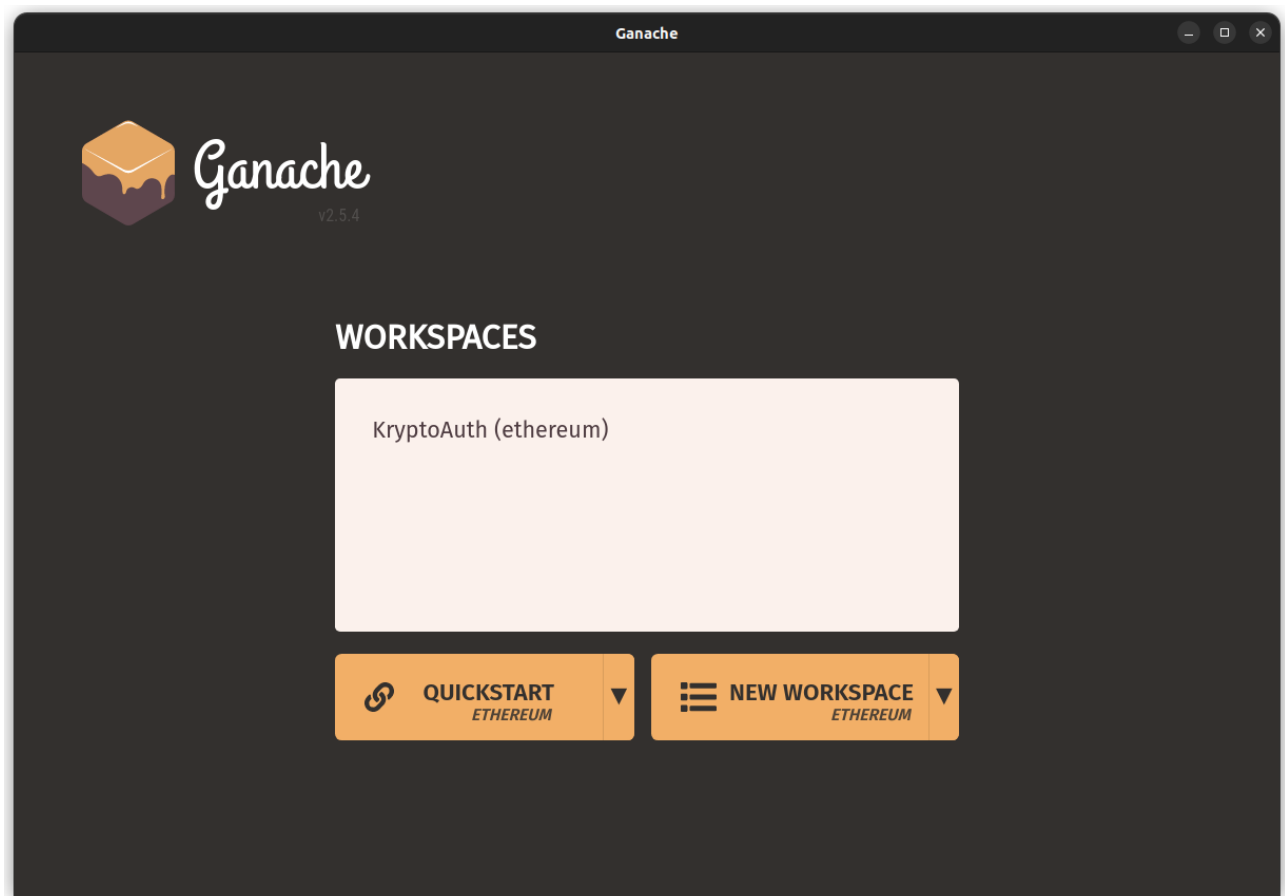 Ganache
Ganache
v2.5.4
WORKSPACES
KryptoAuth (ethereum)
QUICKSTART
ETHEREUM
NEW WORKSPACE
ETHEREUM